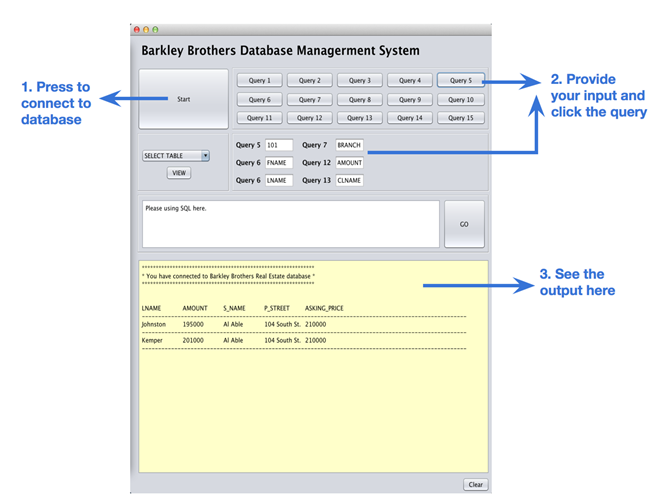 Barkley Brothers Database Managerment System
1. Press to
connect to
database
Start
Query 1 Query 2 Query 3 Query 4 Query 5
Query 6 Query 7 Query 8 Query 9 Query 10
Query 11 Query 12 Query 13 Query 14 Query 15
2. Provide
your input and
click the query
SELECT TABLE
VIEW
Query 5 101 Query 7 BRANCH
Query 6 FNAME Query 12 AMOUNT
Query 6 LNAME Query 13 CLNAME
Please using SQL here.
GO
3. See the
output here
* You have connected to Barkley Brothers Real Estate database *
LNAME AMOUNT S_NAME P_STREET ASKING_PRICE
Johnston 195000 Al Able 104 South St. 210000
Kemper 201000 Al Able 104 South St. 210000
Clear